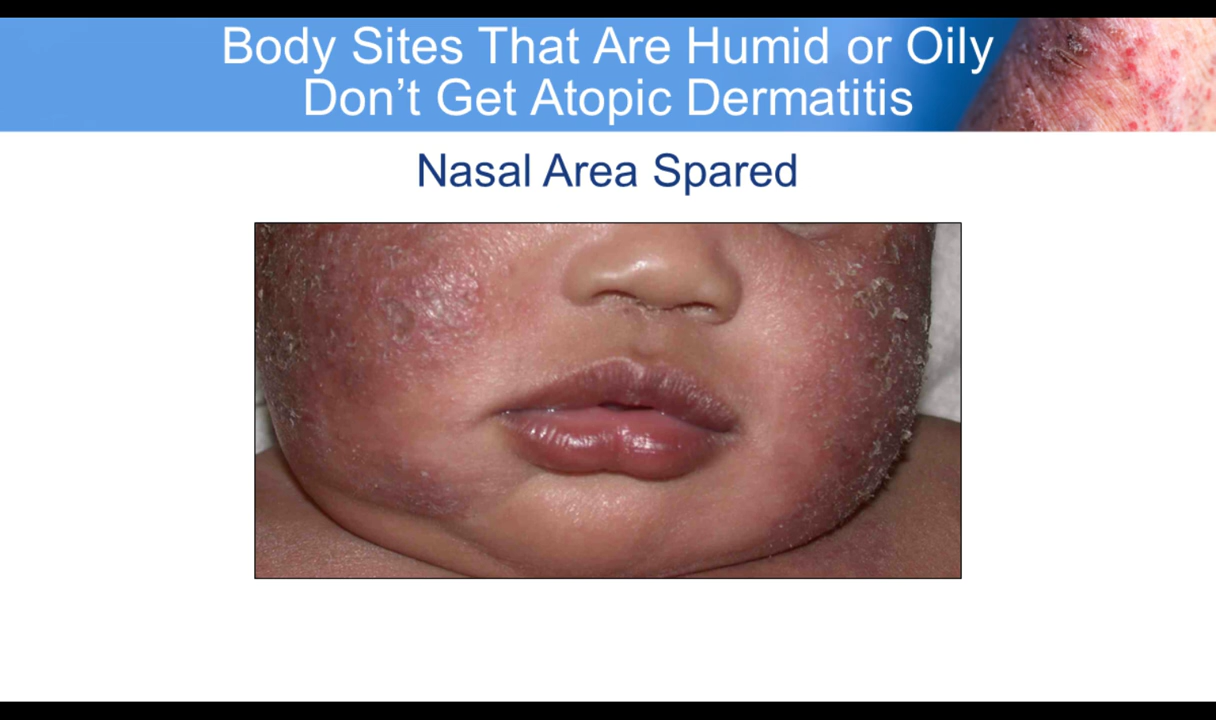 Body Sites That Are Humid or Oily
Don’t Get Atopic Dermatitis
Nasal Area Spared